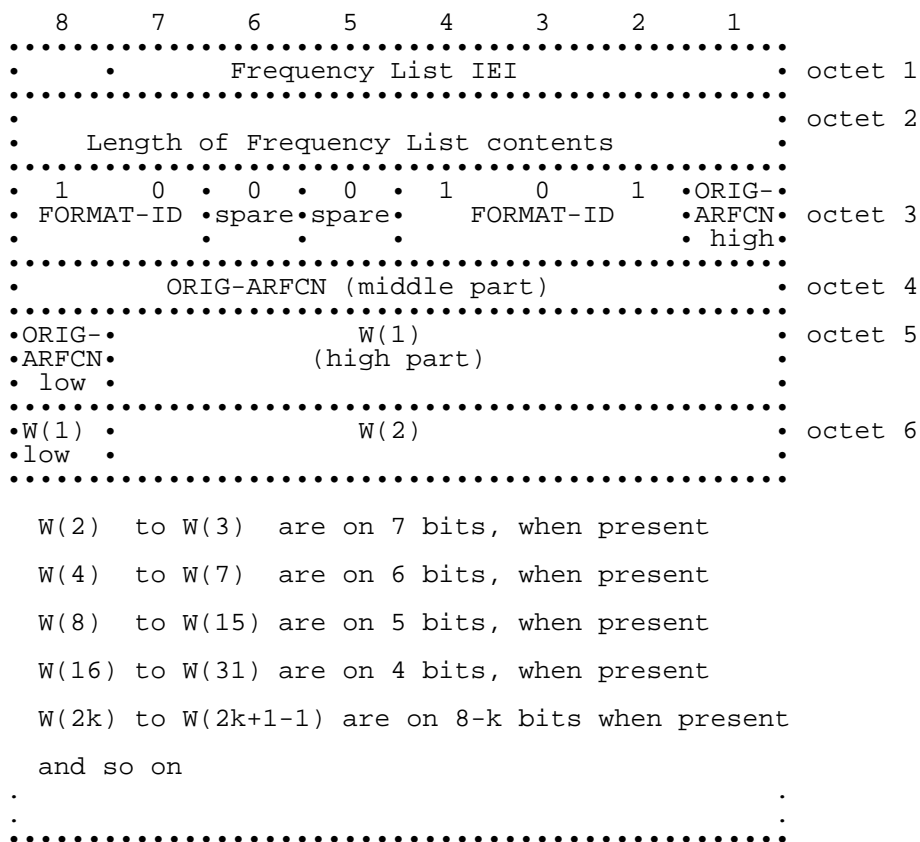 8 7 6 5 4 3 2 1
Frequency List IEI octet 1
octet 2
Length of Frequency List contents
1 0 0 0 1 0 1 ORIG-
FORMAT-ID spare spare FORMAT-ID ARFCN octet 3
high
ORIG-ARFCN (middle part) octet 4
ORIG- W(1) octet 5
ARFCN (high part)
low
W(1) W(2) octet 6
low
W(2) to W(3) are on 7 bits, when present
W(4) to W(7) are on 6 bits, when present
W(8) to W(15) are on 5 bits, when present
W(16) to W(31) are on 4 bits, when present
W(2k) to W(2k+1-1) are on 8-k bits when present
and so on
. .
. .